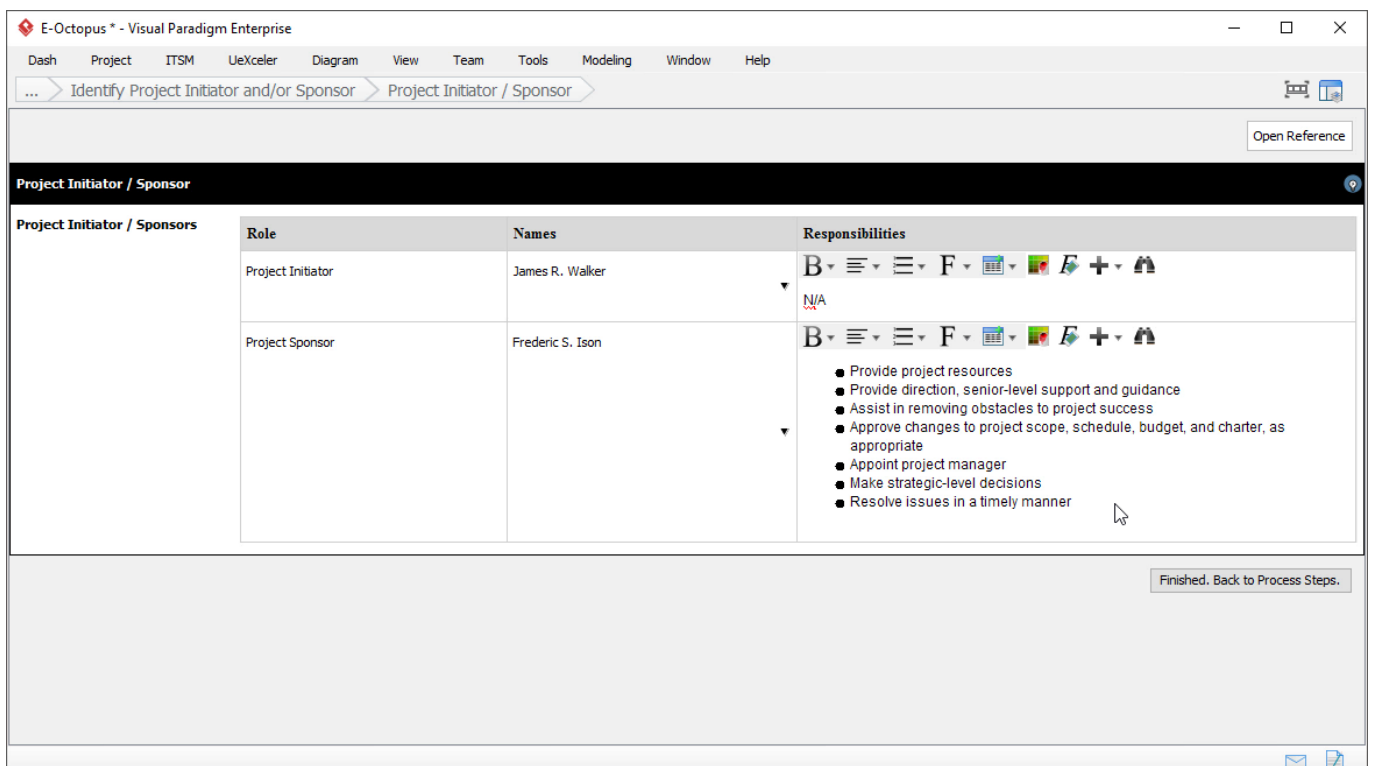 E-Octopus * - Visual Paradigm Enterprise
Dash Project ITSM UeXceler Diagram View Team Tools Modeling Window Help
... Identify Project Initiator and/or Sponsor Project Initiator / Sponsor
Open Reference
Project Initiator / Sponsor
Project Initiator / Sponsors
Role Names Responsibilities
Project Initiator James R. Walker
B F F
N/A
Project Sponsor Frederic S. Ison
B F F
Provide project resources
Provide direction, senior-level support and guidance
Assist in removing obstacles to project success
Approve changes to project scope, schedule, budget, and charter, as
appropriate
Appoint project manager
Make strategic-level decisions
Resolve issues in a timely manner
Finished. Back to Process Steps.